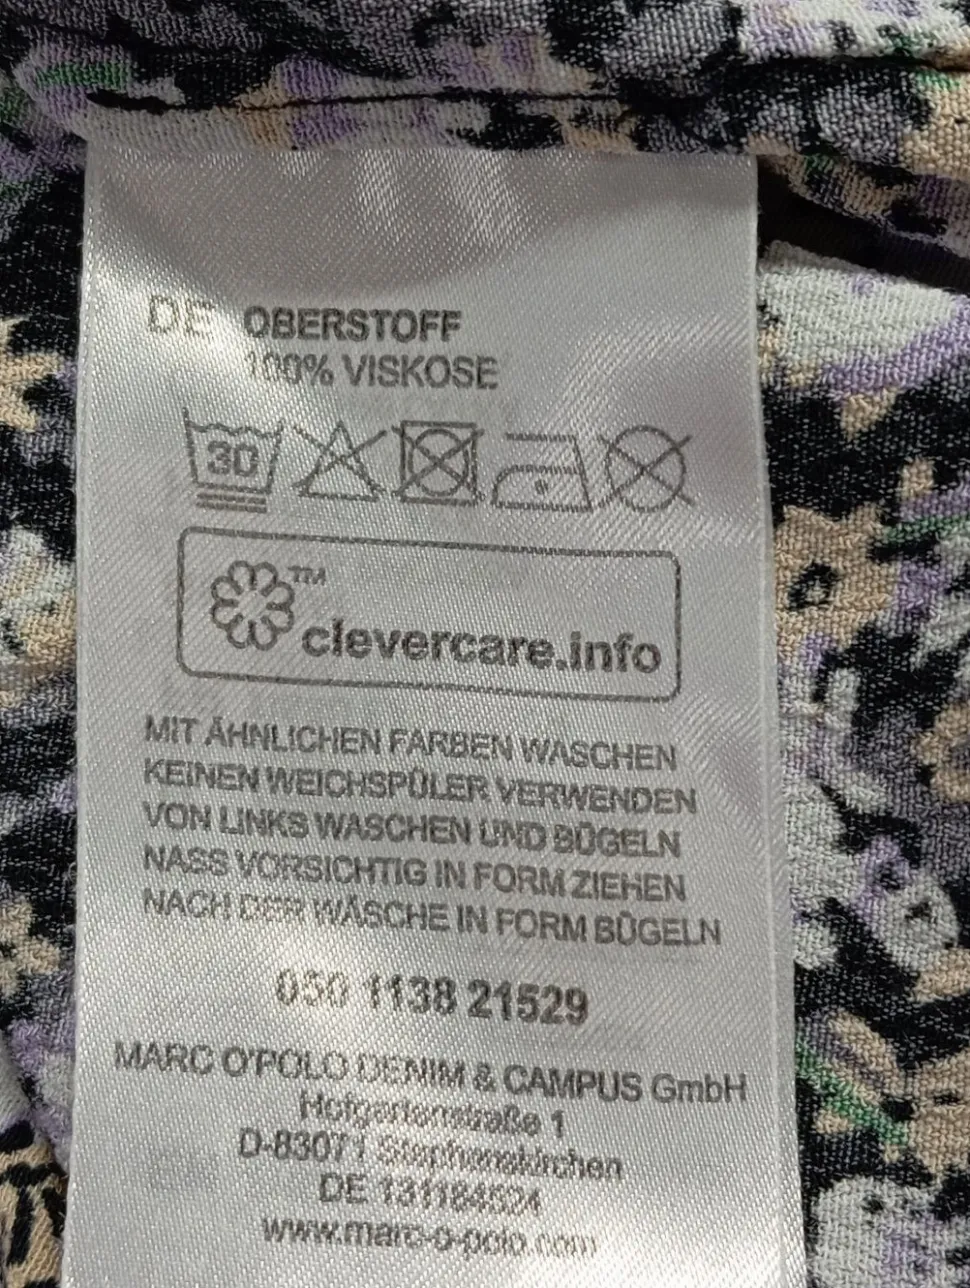 DE OBERSTOFF
100% VISKOSE
30
™
clevercare.info
MIT ÄHNLICHEN FARBEN WASCHEN
KEINEN WEICHSPÜLER VERWENDEN
VON LINKS WASCHEN UND BÜGELN
NASS VORSICHTIG IN FORM ZIEHEN
NACH DER WÄSCHE IN FORM BÜGELN
050 1138 21529
MARC O'POLO DENIM & CAMPUS GmbH
Hofgartenstraße 1
D-83071 Stephanskirchen
DE 131184524
www.marc-o-polo.com